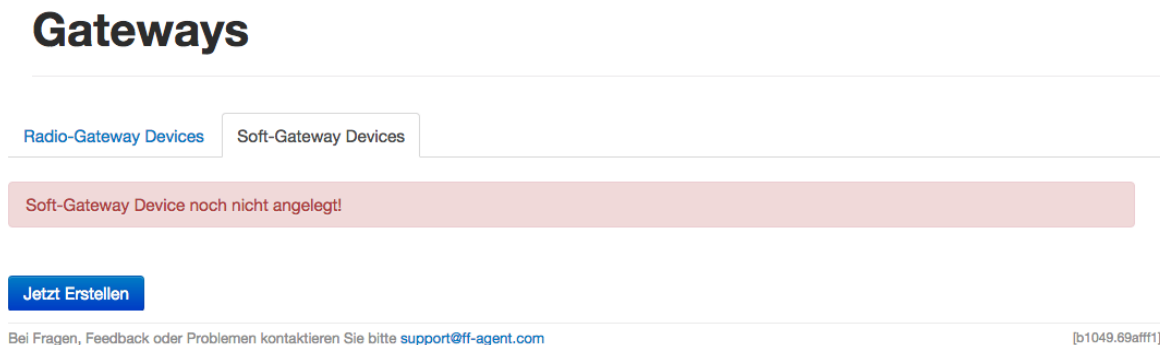 Gateways
Radio-Gateway Devices Soft-Gateway Devices
Soft-Gateway Device noch nicht angelegt!
Jetzt Erstellen
Bei Fragen, Feedback oder Problemen kontaktieren Sie bitte support@ff-agent.com [b1049.69afff1]